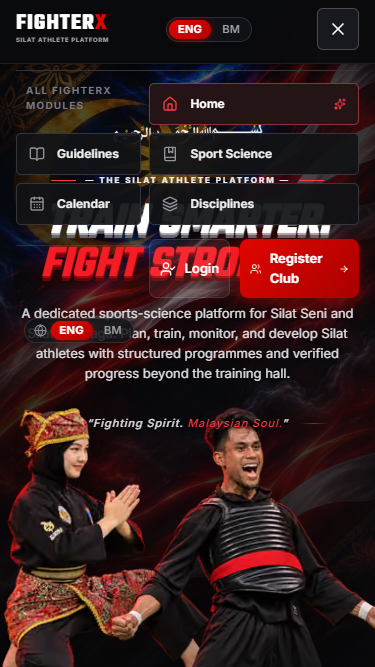 FIGHTERX
SILAT ATHLETE PLATFORM
ENG BM
ALL FIGHTERX
MODULES
Home
Guidelines
Sport Science
— THE SILAT ATHLETE PLATFORM —
Calendar
Disciplines
TRAIN SMARTER.
FIGHT STRO
Login
Register
Club
A dedicated sports-science platform for Silat Seni and
ENG BM
an, train, monitor, and develop Silat
athletes with structured programmes and verified
progress beyond the training hall.
"Fighting Spirit. Malaysian Soul."